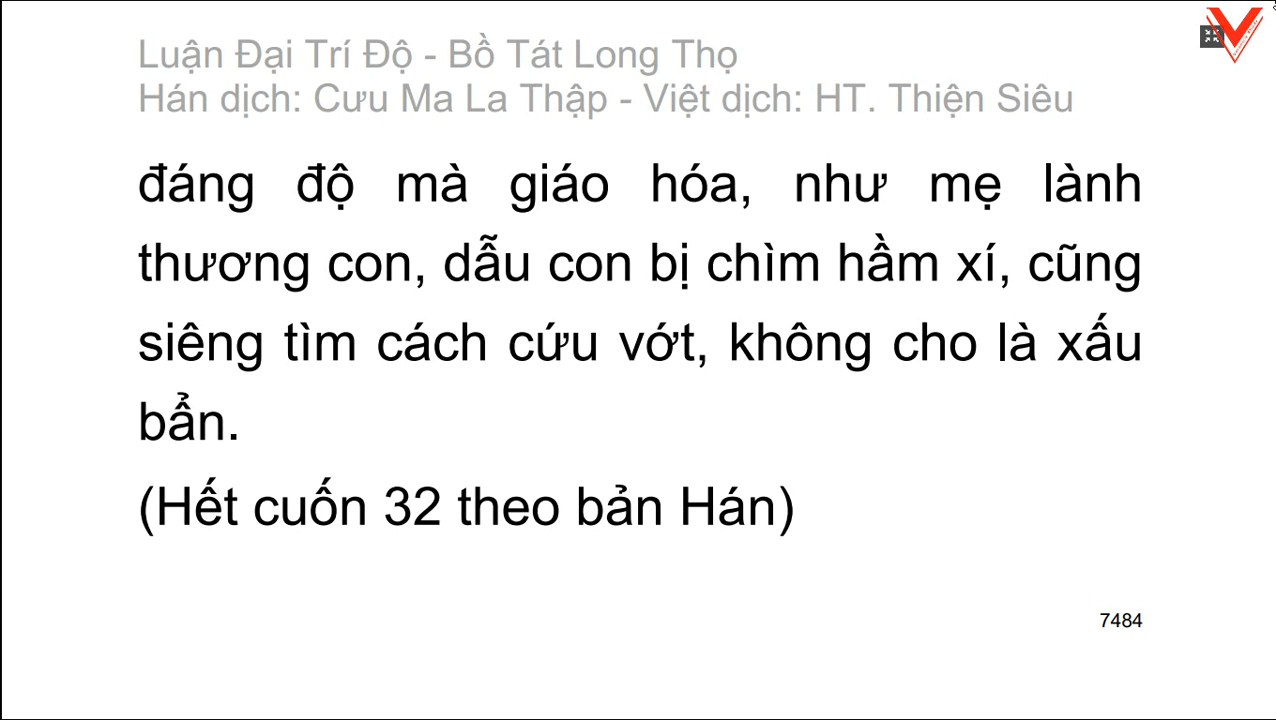 Luận Đại Trí Độ - Bồ Tát Long Thọ
Hán dịch: Cưu Ma La Thập - Việt dịch: HT. Thiện Siêu
đáng độ mà giáo hóa, như mẹ lành
thương con, dẫu con bị chìm hầm xí, cũng
siêng tìm cách cứu vớt, không cho là xấu
bẩn.
(Hết cuốn 32 theo bản Hán)
7484